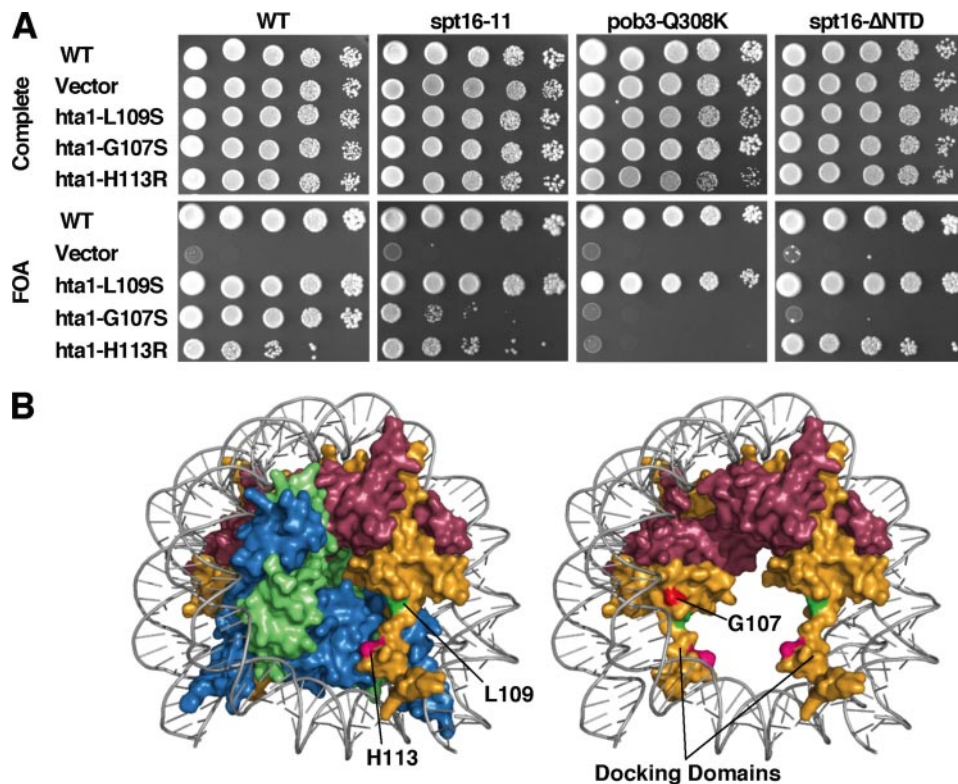 A
WT spt16-11 pob3-Q308K spt16-ΔNTD
Complete
WT
Vector
hta1-L109S
hta1-G107S
hta1-H113R
FOA
WT
Vector
hta1-L109S
hta1-G107S
hta1-H113R
B
G107
L109
H113
Docking Domains